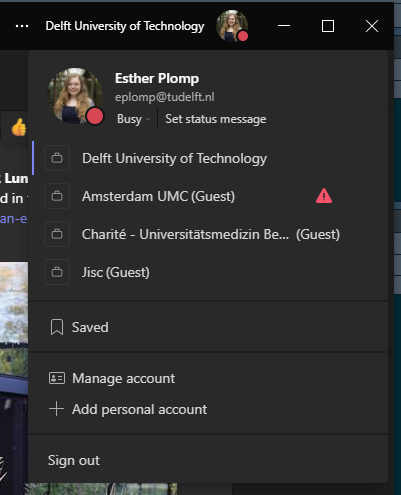 ··· Delft University of Technology
Esther Plomp
eplomp@tudelft.nl
Busy Set status message
Delft University of Technology
Lun
Amsterdam UMC (Guest)
d in
an-e
Charité - Universitätsmedizin Be... (Guest)
Jisc (Guest)
Saved
Manage account
Add personal account
Sign out